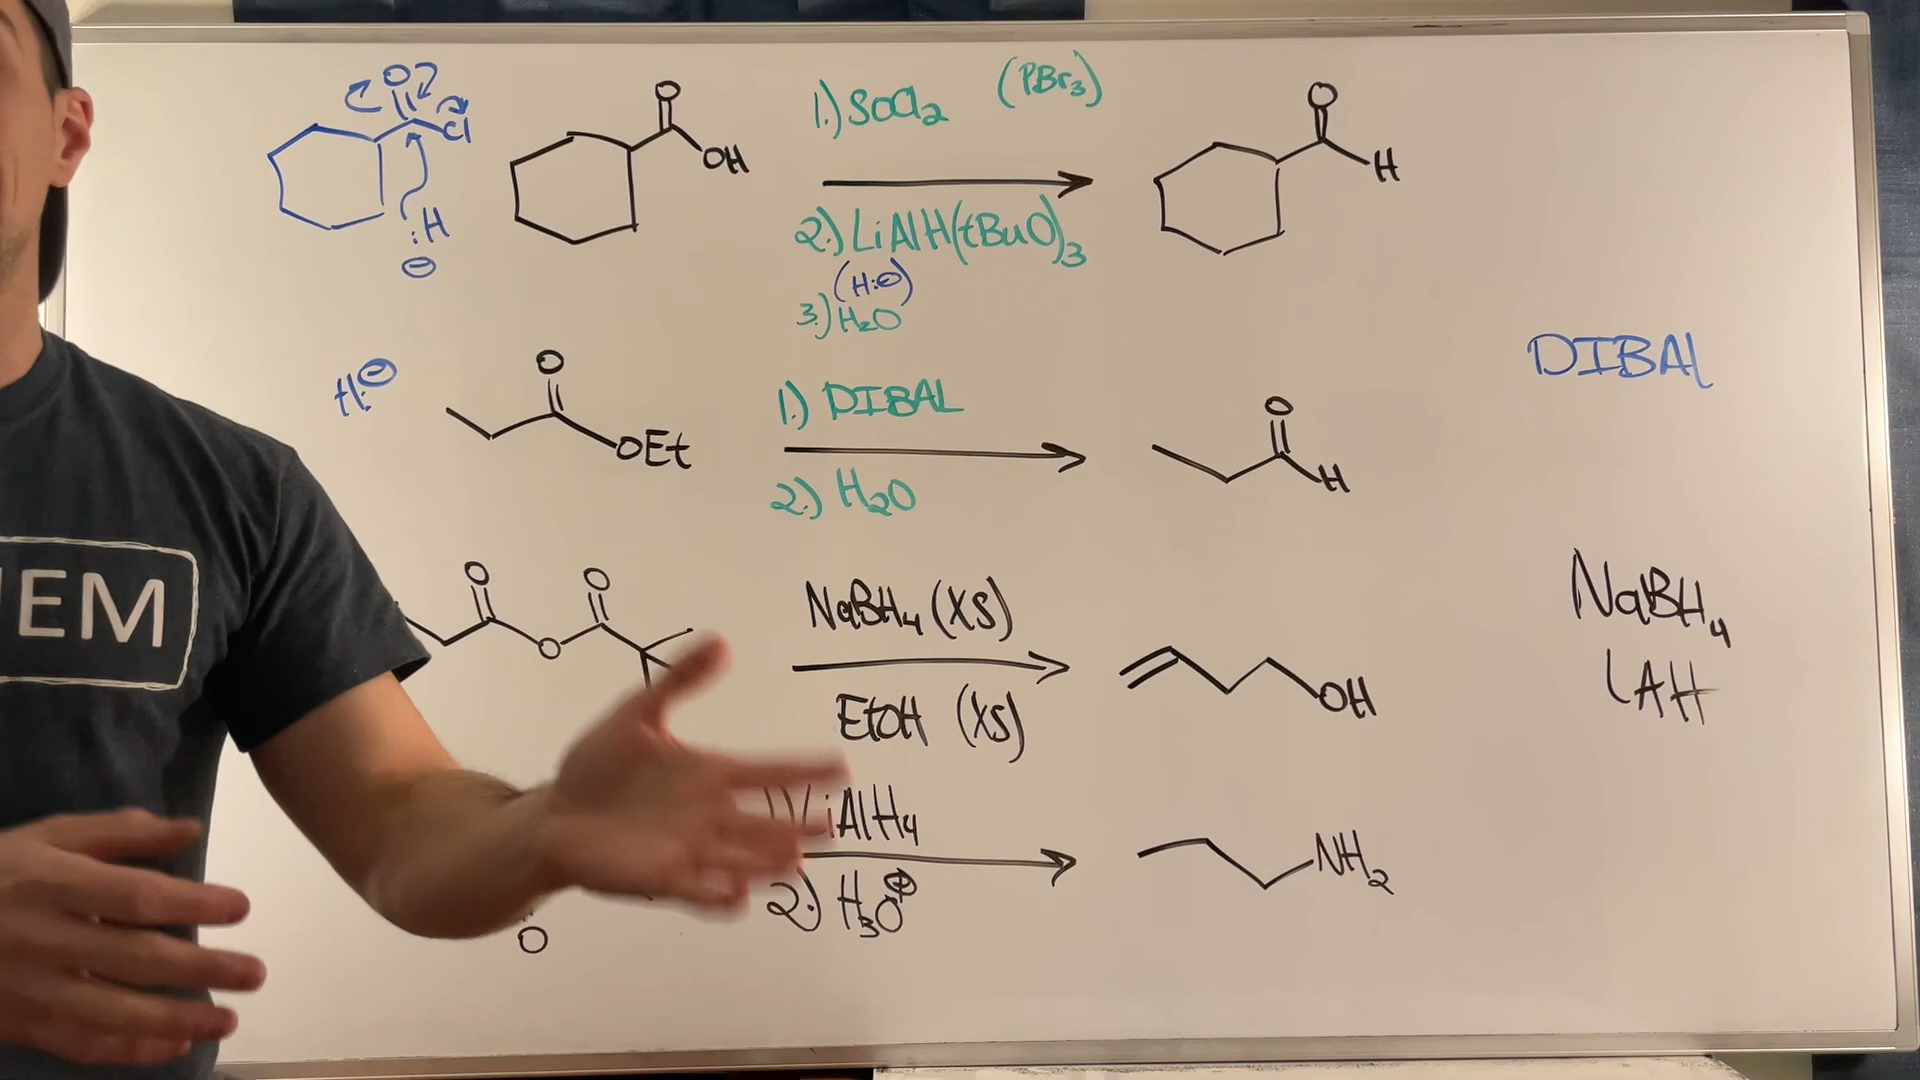 O
Cl
:H
⊖
O
OH
1.) SOCl2 (PBr3)
2.) LiAlH(tBuO)3
(H:⊖)
3.) H2O
O
H
H:⊖
O
OEt
1.) DIBAL
2.) H2O
O
H
DIBAL
O
O
O
NaBH4 (XS)
EtOH (XS)
OH
NaBH4
LAH
O
1.) LiAlH4
2.) H3O⊕
NH2
EM